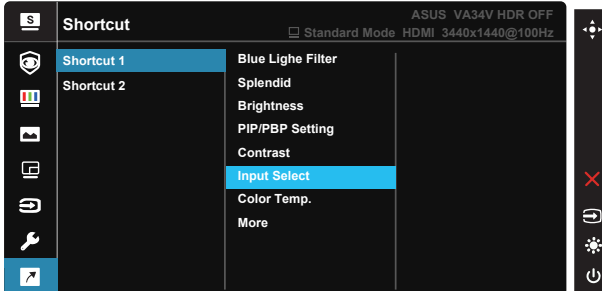 S
Shortcut
ASUS VA34V HDR OFF
Standard Mode HDMI 3440x1440@100Hz
Shortcut 1
Shortcut 2
Blue Lighe Filter
Splendid
Brightness
PIP/PBP Setting
Contrast
Input Select
Color Temp.
More